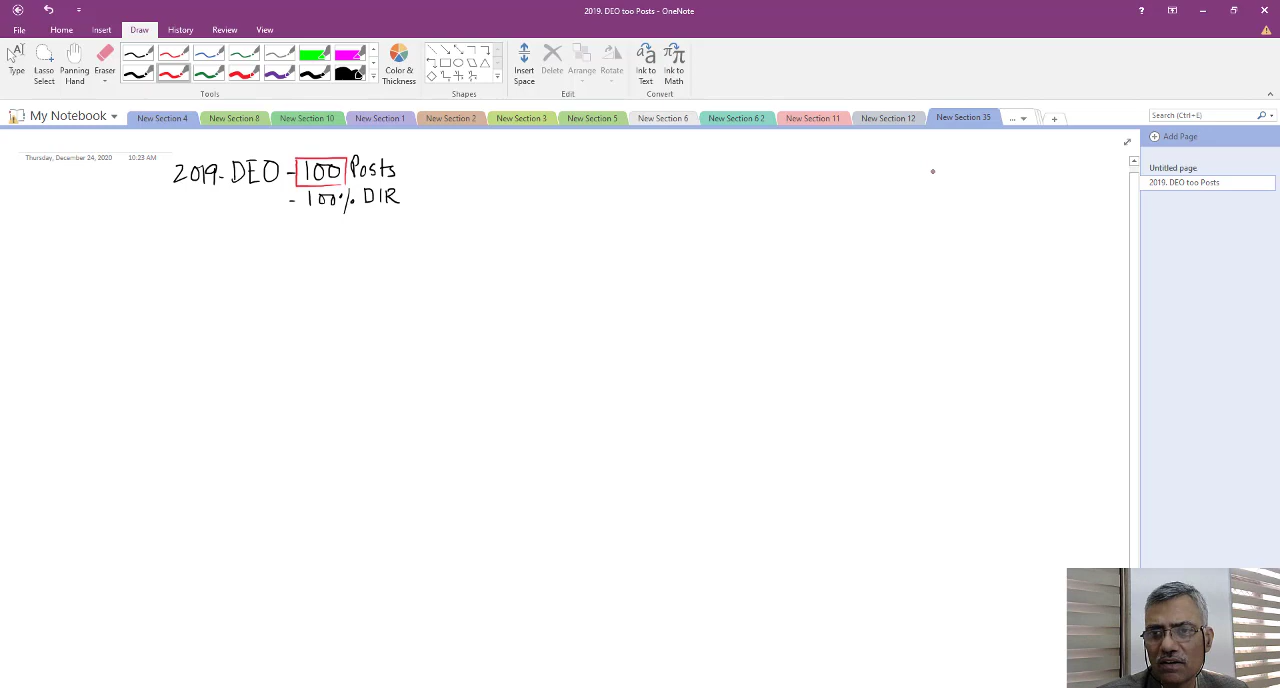 2019. DEO too Posts - OneNote
?
File
Home
Insert
Draw
History
Review
View
Type
Lasso Select
Panning Hand
Eraser
Color & Thickness
Insert Space
Delete
Arrange
Rotate
Ink to Text
Ink to Math
Tools
Shapes
Edit
Convert
My Notebook
New Section 4
New Section 8
New Section 10
New Section 1
New Section 2
New Section 3
New Section 5
New Section 6
New Section 6 2
New Section 11
New Section 12
New Section 35
...
Search (Ctrl+E)
Add Page
Thursday, December 24, 2020 10:23 AM
Untitled page
2019. DEO too Posts
2019. DEO - 100 Posts
- 100% DIR